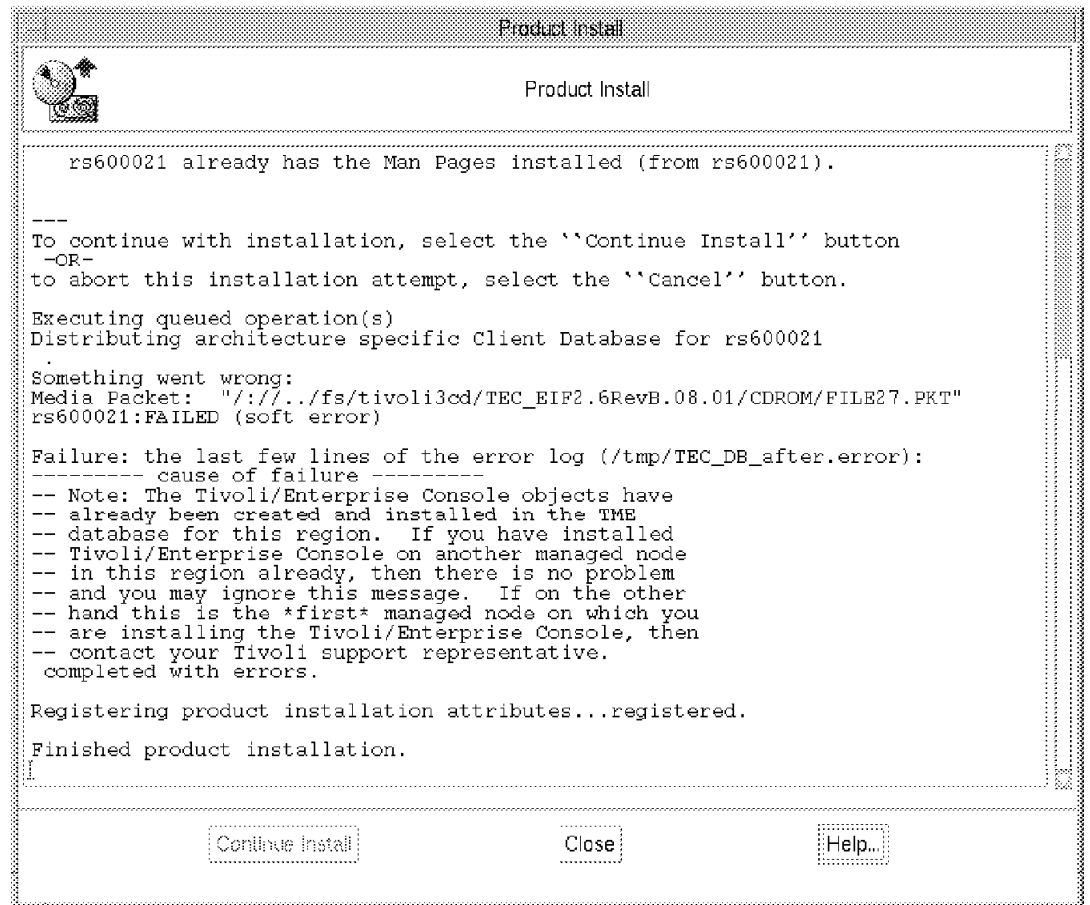 Product Install
Product Install
rs600021 already has the Man Pages installed (from rs600021).
---
To continue with installation, select the ``Continue Install'' button
-OR-
to abort this installation attempt, select the ``Cancel'' button.
Executing queued operation(s)
Distributing architecture specific Client Database for rs600021
.
Something went wrong:
Media Packet:  "/://../fs/tivoli3cd/TEC_EIF2.6RevB.08.01/CDROM/FILE27.PKT"
rs600021:FAILED (soft error)
Failure: the last few lines of the error log (/tmp/TEC_DB_after.error):
--------- cause of failure ---------
-- Note: The Tivoli/Enterprise Console objects have
-- already been created and installed in the TME
-- database for this region.  If you have installed
-- Tivoli/Enterprise Console on another managed node
-- in this region already, then there is no problem
-- and you may ignore this message.  If on the other
-- hand this is the *first* managed node on which you
-- are installing the Tivoli/Enterprise Console, then
-- contact your Tivoli support representative.
completed with errors.
Registering product installation attributes...registered.
Finished product installation.
Continue Install Close Help...